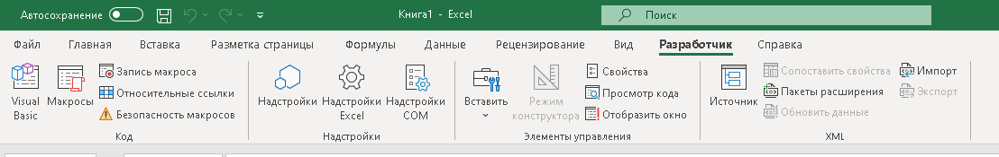 Автосохранение Книга1 - Excel Поиск
Файл Главная Вставка Разметка страницы Формулы Данные Рецензирование Вид Разработчик Справка
Visual Basic
Макросы
Запись макроса
Относительные ссылки
Безопасность макросов
Код
Надстройки
Надстройки Excel
Надстройки COM
Надстройки
Вставить
Режим конструктора
Свойства
Просмотр кода
Отобразить окно
Элементы управления
Источник
Сопоставить свойства
Пакеты расширения
Обновить данные
Импорт
Экспорт
XML